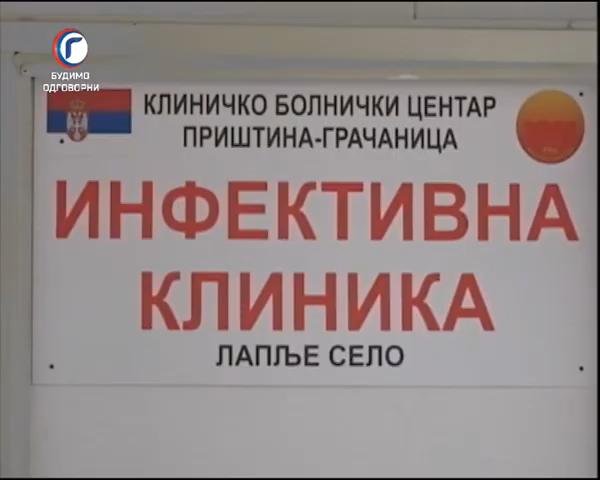 БУДИМО
ОДГОВОРНИ
КЛИНИЧКО БОЛНИЧКИ ЦЕНТАР
ПРИШТИНА-ГРАЧАНИЦА
ИНФЕКТИВНА
КЛИНИКА
ЛАПЉЕ СЕЛО